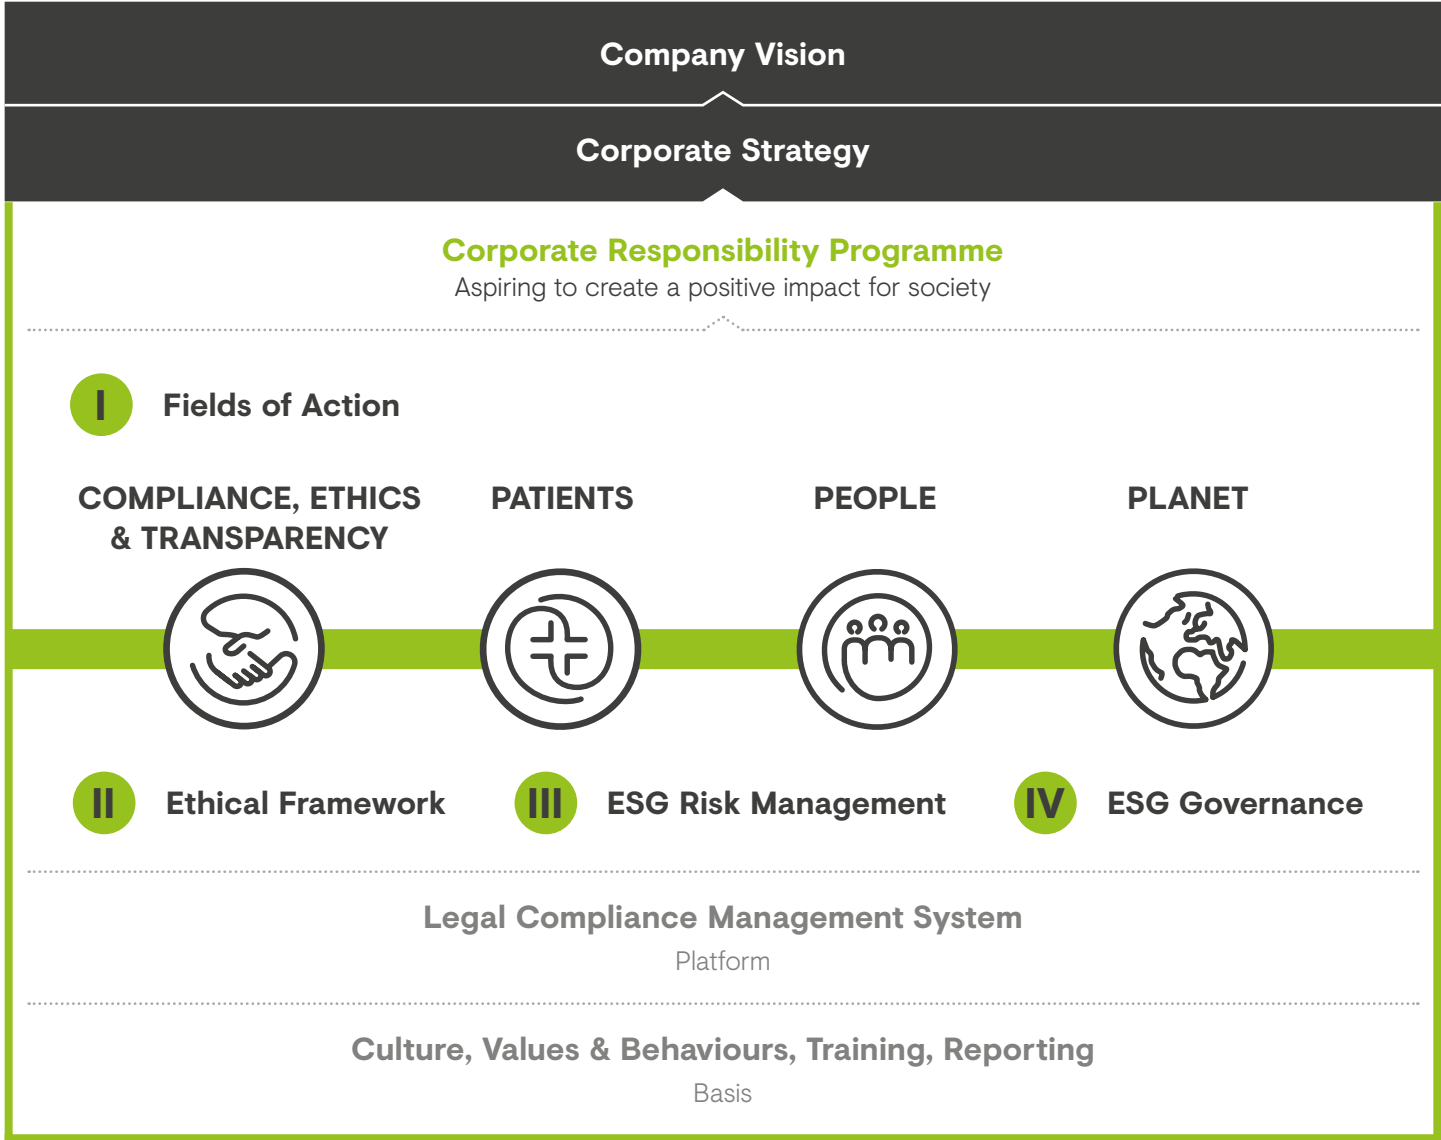 Company Vision
Corporate Strategy
Corporate Responsibility Programme
Aspiring to create a positive impact for society
I Fields of Action
COMPLIANCE, ETHICS
& TRANSPARENCY
PATIENTS
PEOPLE
PLANET
II Ethical Framework
III ESG Risk Management
IV ESG Governance
Legal Compliance Management System
Platform
Culture, Values & Behaviours, Training, Reporting
Basis